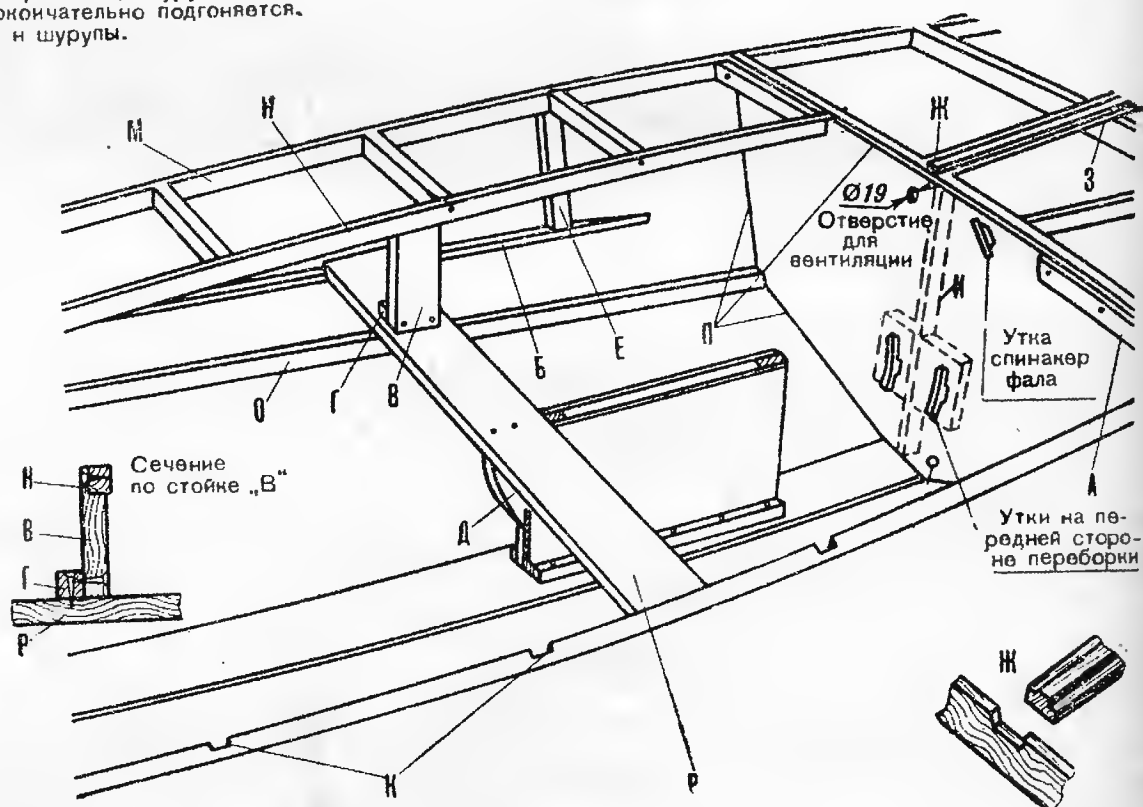 окончательно подгоняется.
и шурупы.
М
Н
Ж
З
Ø19
Отверстие
для
вентиляции
И
Утка
спинакер
фала
Б
Е
П
О
Г
В
А
Сечение
по стойке „В“
Н
В
Г
Р
Д
Утки на пе-
редней сторо-
не переборки
Ж
К
Р